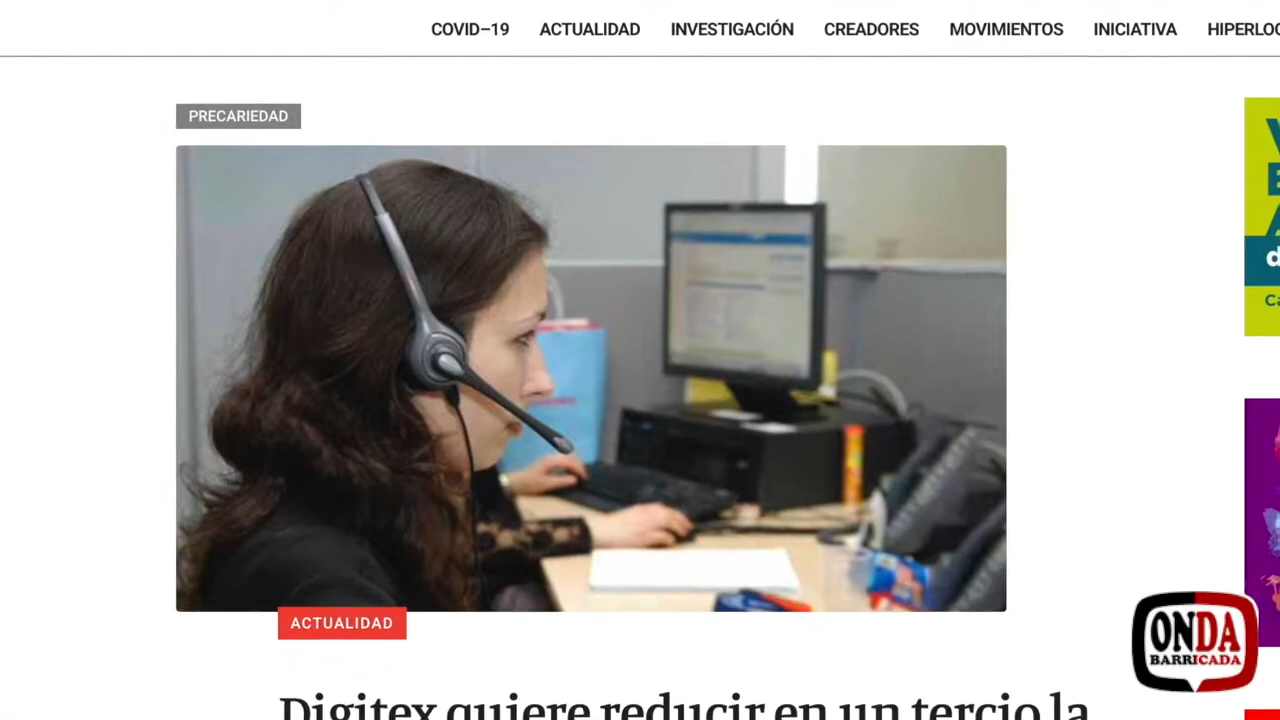 COVID–19 ACTUALIDAD INVESTIGACIÓN CREADORES MOVIMIENTOS INICIATIVA
PRECARIEDAD
ACTUALIDAD
Digitex quiere reducir en un tercio la
ONDA
BARRICADA